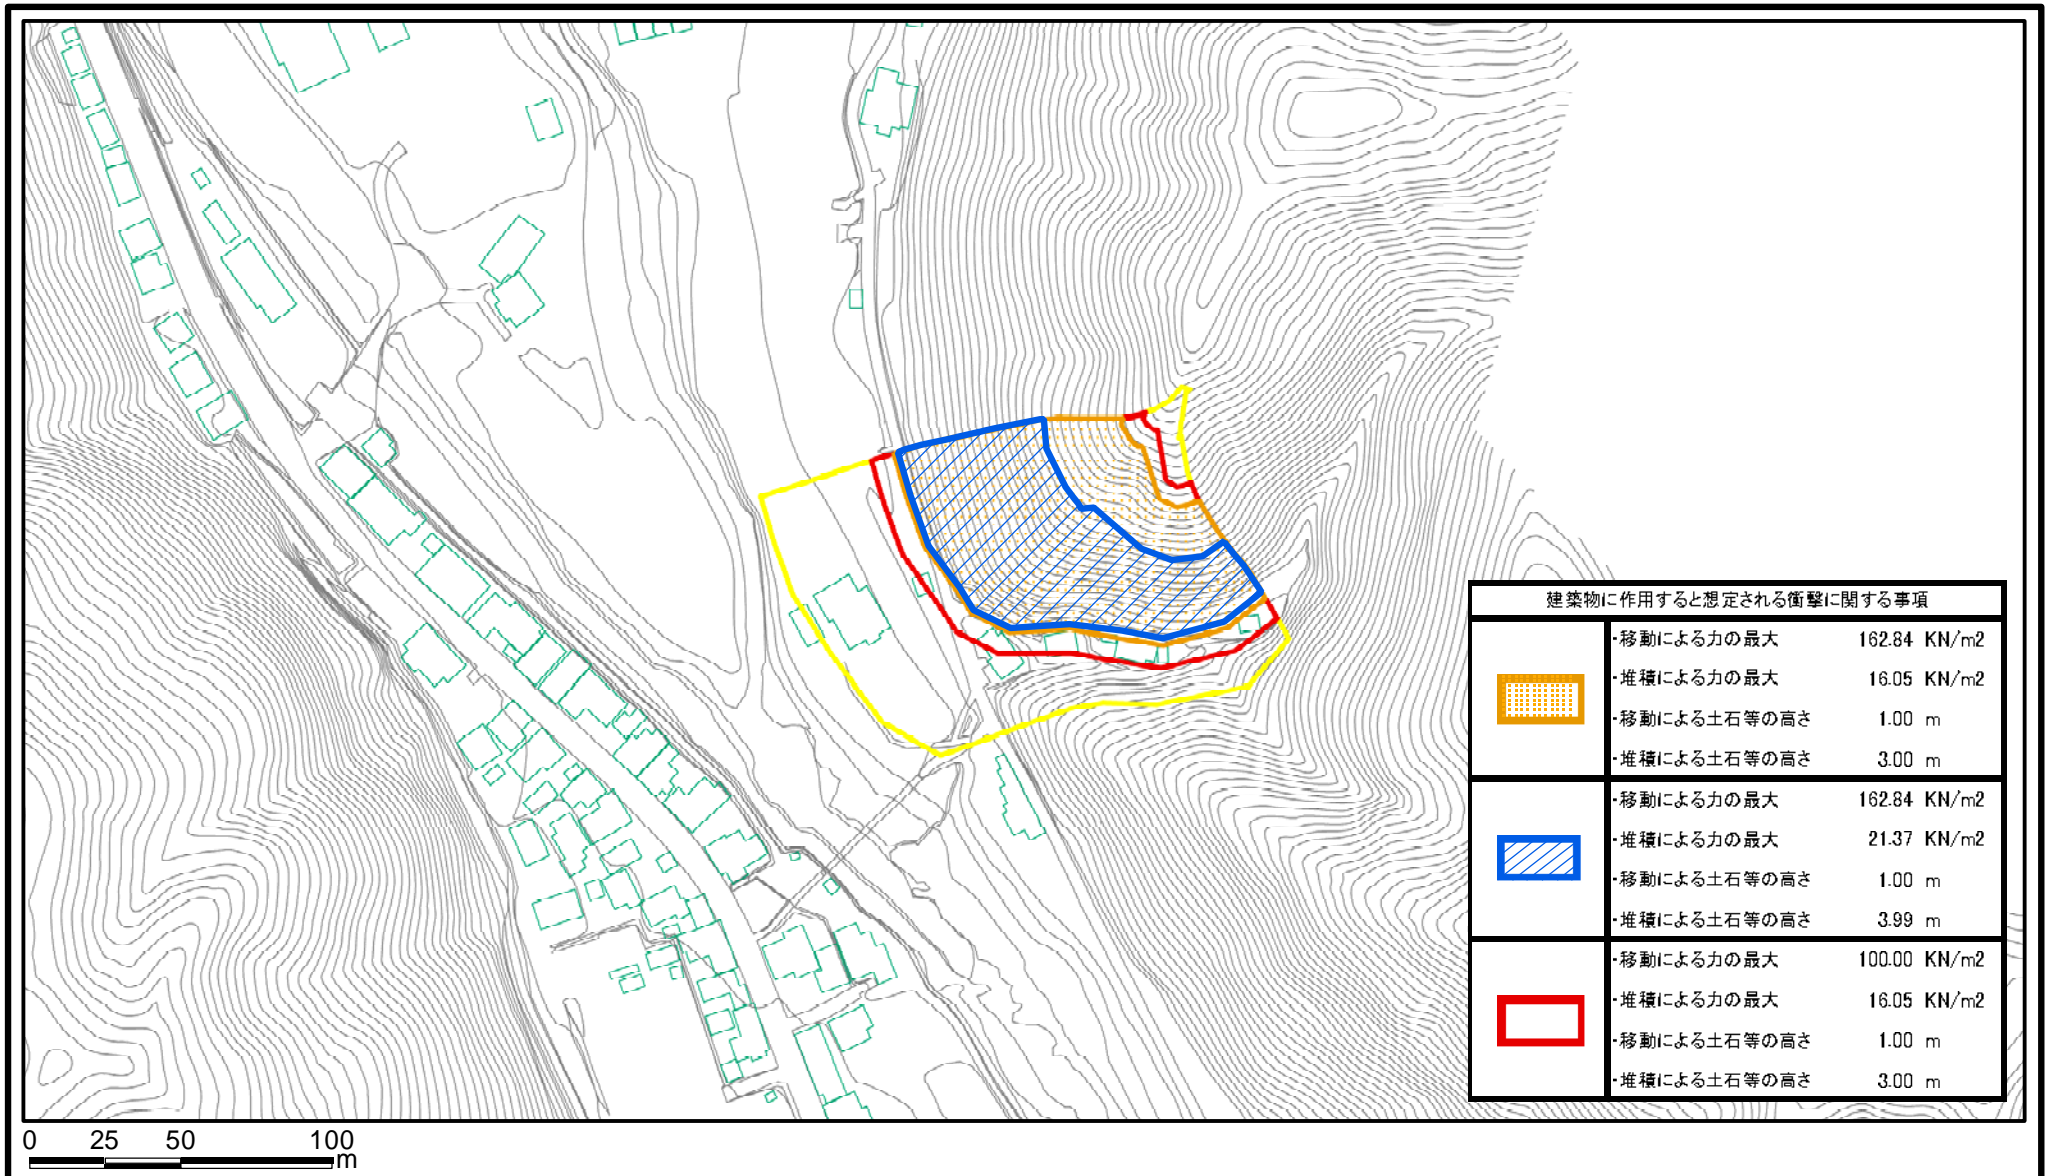 建築物に作用すると想定される衝撃に関する事項
・移動による力の最大 162.84 KN/m2
・堆積による力の最大 16.05 KN/m2
・移動による土石等の高さ 1.00 m
・堆積による土石等の高さ 3.00 m
・移動による力の最大 162.84 KN/m2
・堆積による力の最大 21.37 KN/m2
・移動による土石等の高さ 1.00 m
・堆積による土石等の高さ 3.99 m
・移動による力の最大 100.00 KN/m2
・堆積による力の最大 16.05 KN/m2
・移動による土石等の高さ 1.00 m
・堆積による土石等の高さ 3.00 m
0 25 50 100
m